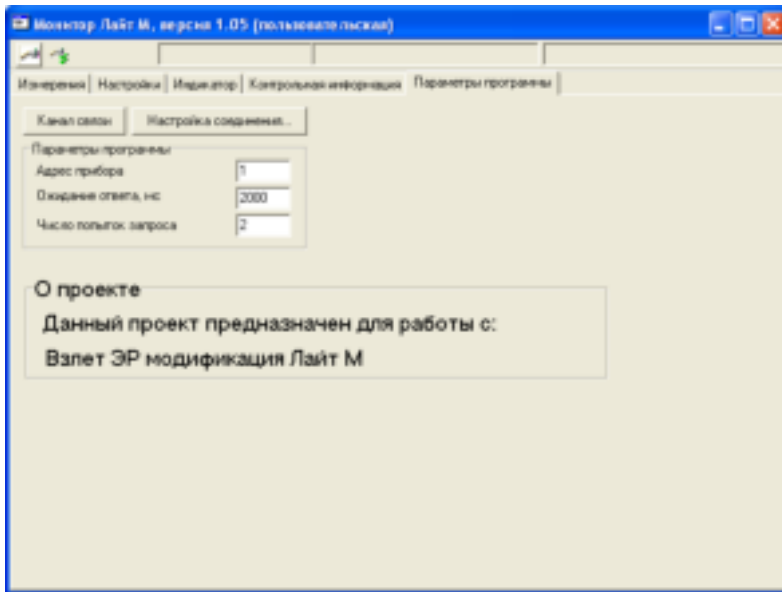 Монитор Лайт М, версия 1.05 (пользовательская)
Измерения Настройки Индикатор Контрольная информация Параметры программы
Канал связи Настройка соединения...
Параметры программы
Адрес прибора 1
Ожидание ответа, мс 2000
Число попыток запроса 2
О проекте
Данный проект предназначен для работы с:
Взлет ЭР модификация Лайт М